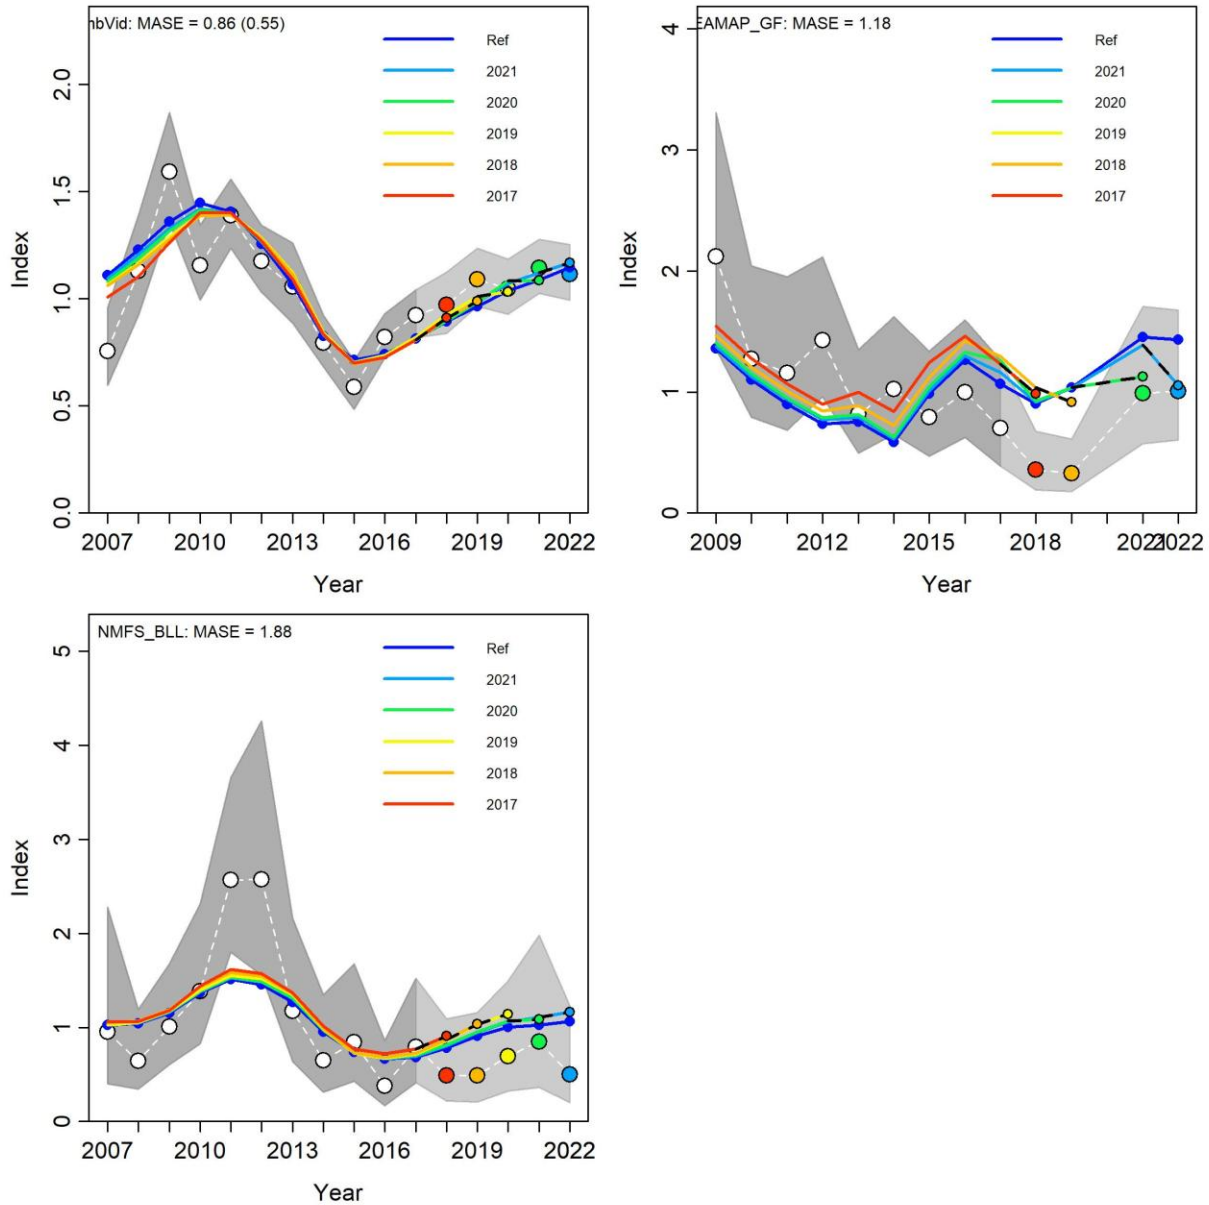 nbVid: MASE = 0.86 (0.55)
Ref
2021
2020
2019
2018
2017
Index
0.0 0.5 1.0 1.5 2.0
2007 2010 2013 2016 2019 2022
Year
EAMAP_GF: MASE = 1.18
Ref
2021
2020
2019
2018
2017
Index
0 1 2 3 4
2009 2012 2015 2018 2021 2022
Year
NMFS_BLL: MASE = 1.88
Ref
2021
2020
2019
2018
2017
Index
0 1 2 3 4 5
2007 2010 2013 2016 2019 2022
Year